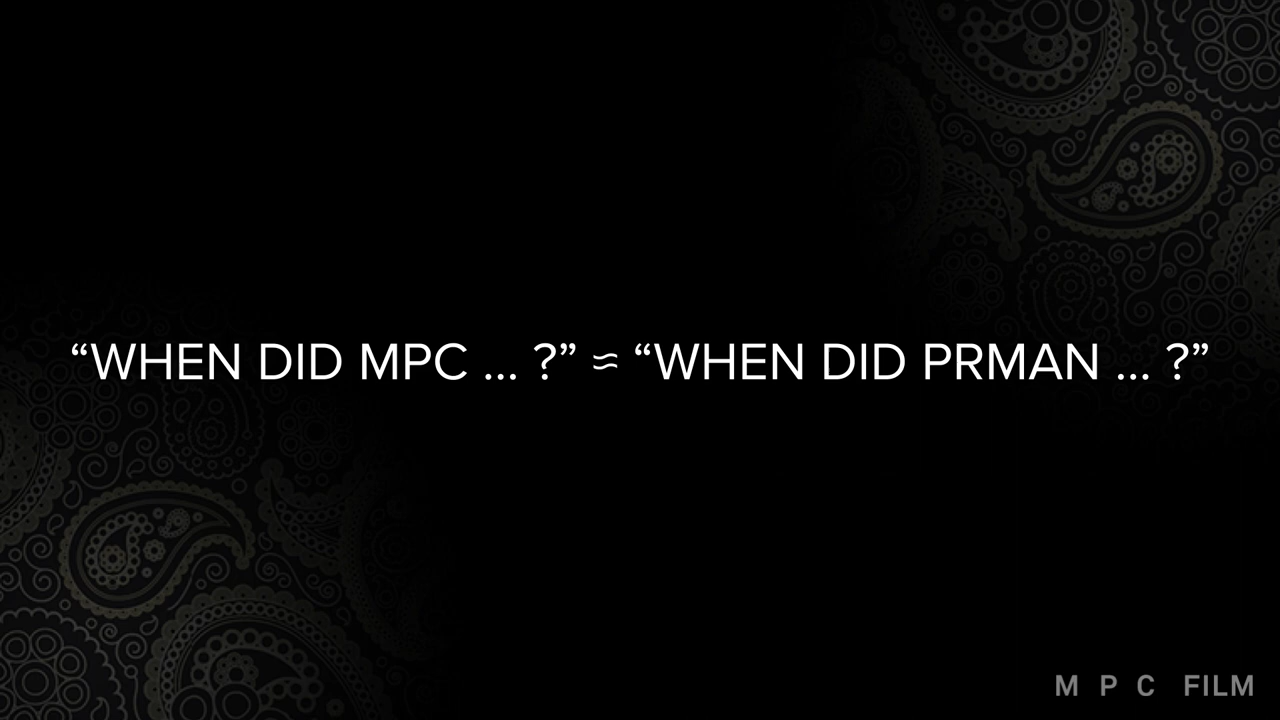 “WHEN DID MPC ... ?” ≂ “WHEN DID PRMAN ... ?”
M P C FILM